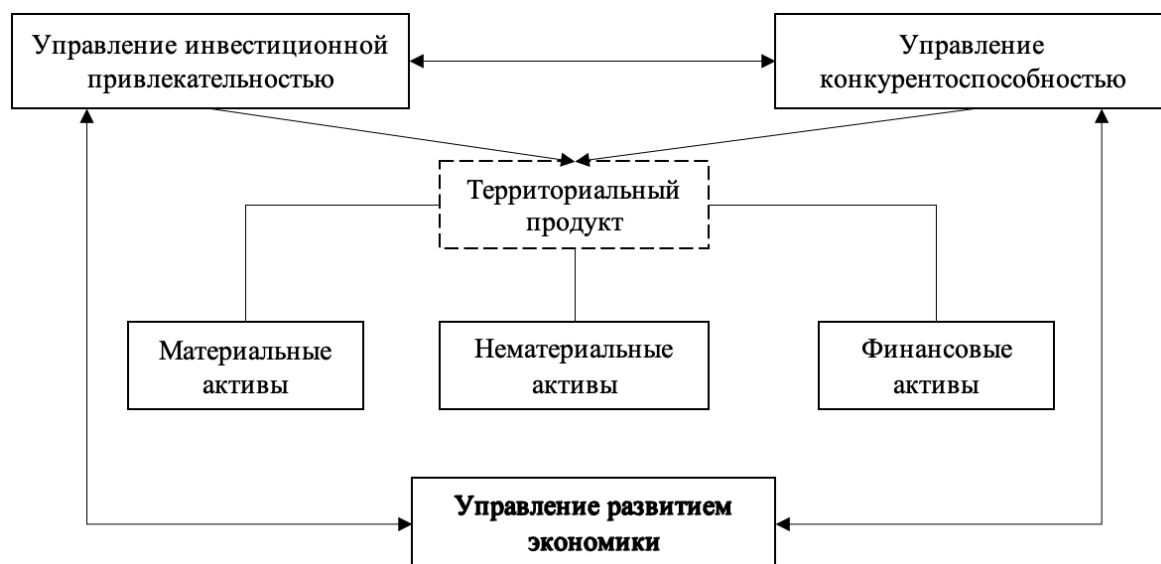 Управление инвестиционной
привлекательностью
Управление
конкурентоспособностью
Территориальный
продукт
Материальные
активы
Нематериальные
активы
Финансовые
активы
Управление развитием
экономики